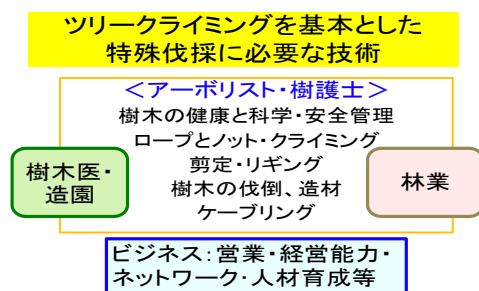 ツリークライミングを基本とした
特殊伐採に必要な技術
＜アーボリスト・樹護士＞
樹木の健康と科学・安全管理
ロープとノット・クライミング
剪定・リギング
樹木の伐倒、造材
ケーブリング
樹木医・
造園
林業
ビジネス：営業・経営能力・
ネットワーク・人材育成等